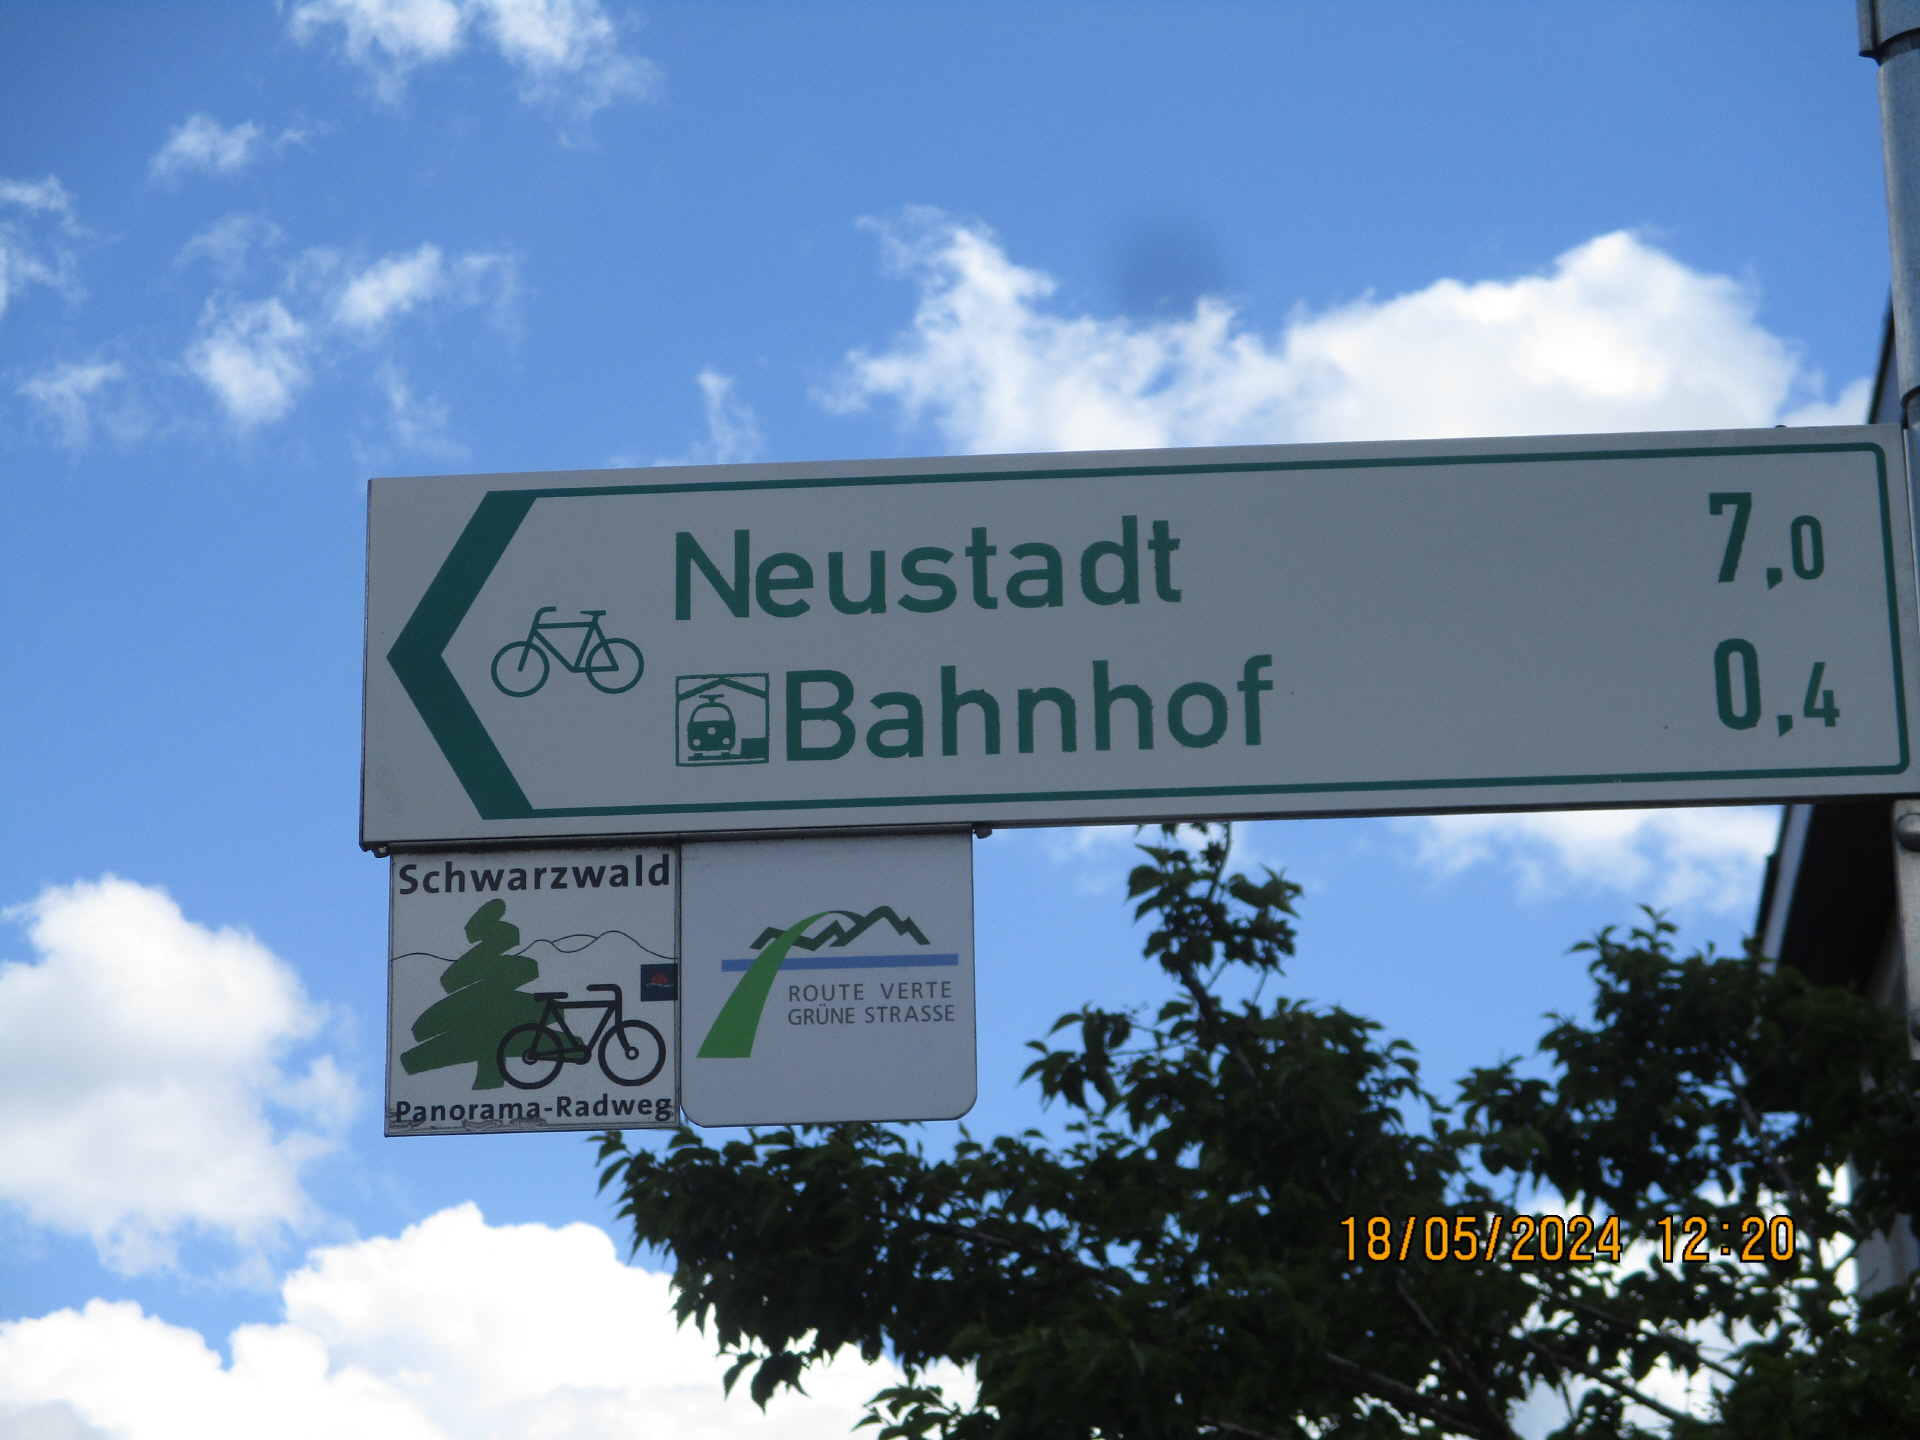 Neustadt 7,0
Bahnhof 0,4
Schwarzwald
Panorama-Radweg
ROUTE VERTE
GRÜNE STRASSE
18/05/2024 12:20